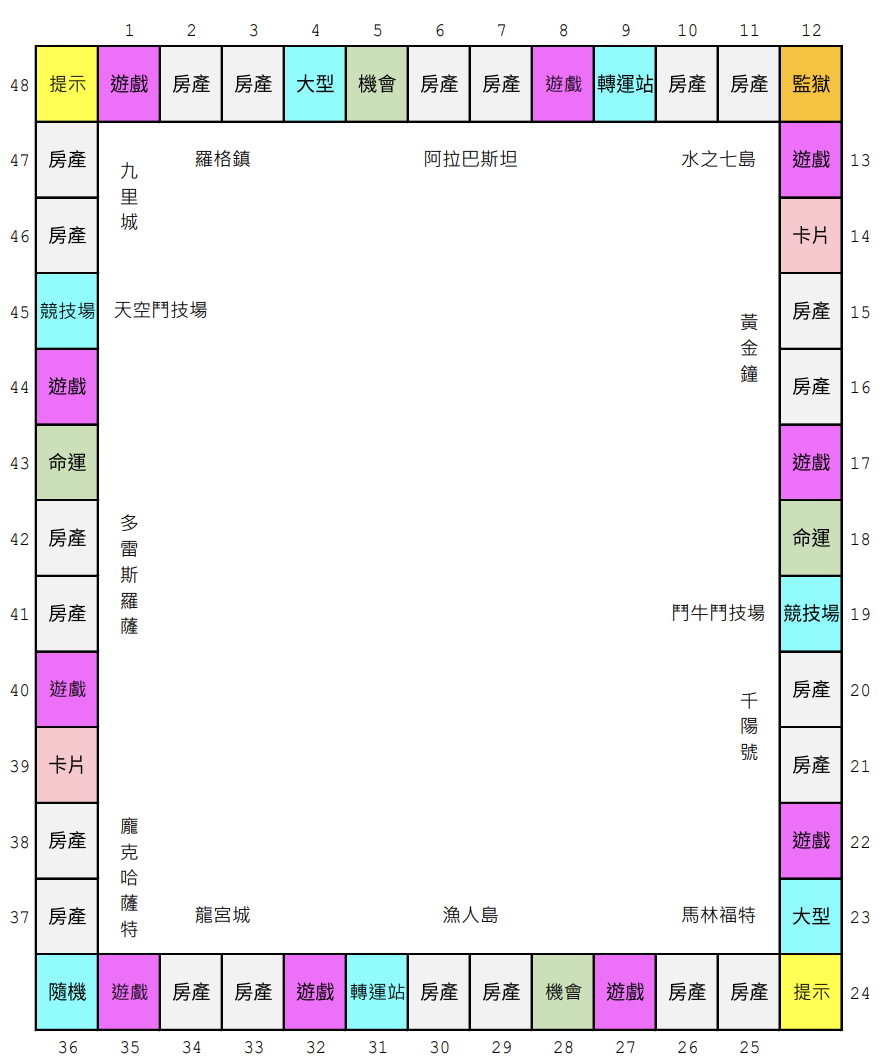 1 2 3 4 5 6 7 8 9 10 11 12
48 提示 遊戲 房產 房產 大型 機會 房產 房產 遊戲 轉運站 房產 房產 監獄
47 房產 九里城 羅格鎮 阿拉巴斯坦 水之七島 遊戲 13
46 房產 卡片 14
45 競技場 天空鬥技場 黃金鐘 房產 15
44 遊戲 房產 16
43 命運 遊戲 17
42 房產 多雷斯羅薩 命運 18
41 房產 鬥牛鬥技場 競技場 19
40 遊戲 千陽號 房產 20
39 卡片 房產 21
38 房產 龐克哈薩特 遊戲 22
37 房產 龍宮城 漁人島 馬林福特 大型 23
隨機 遊戲 房產 房產 遊戲 轉運站 房產 房產 機會 遊戲 房產 房產 提示 24
36 35 34 33 32 31 30 29 28 27 26 25